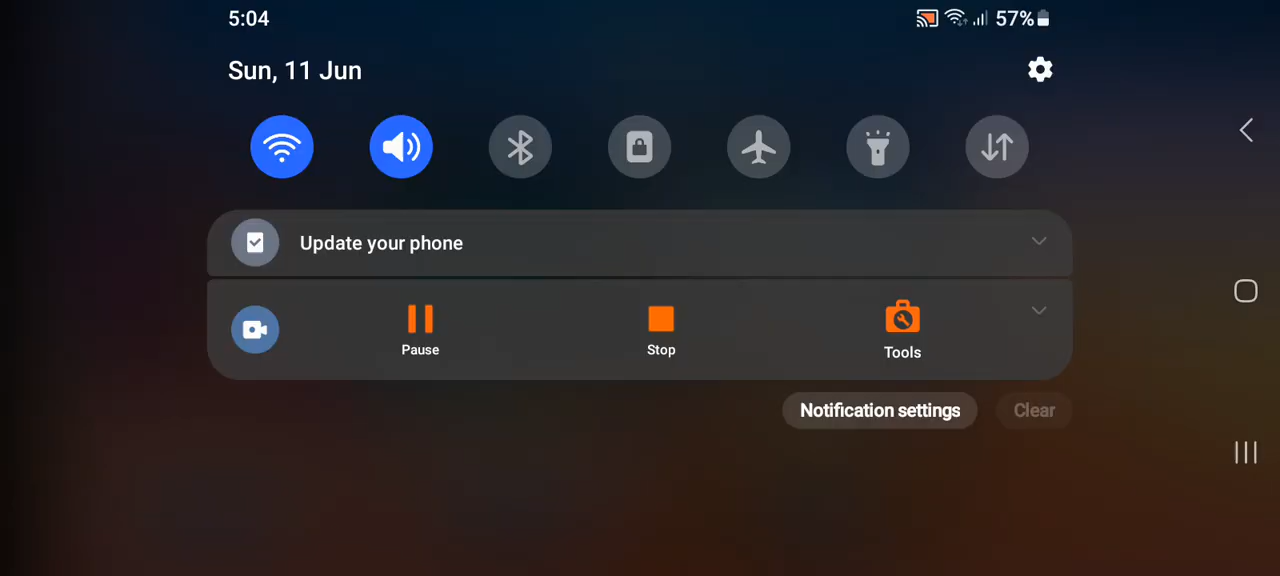 5:04 57%
Sun, 11 Jun
Update your phone
Pause Stop Tools
Notification settings Clear